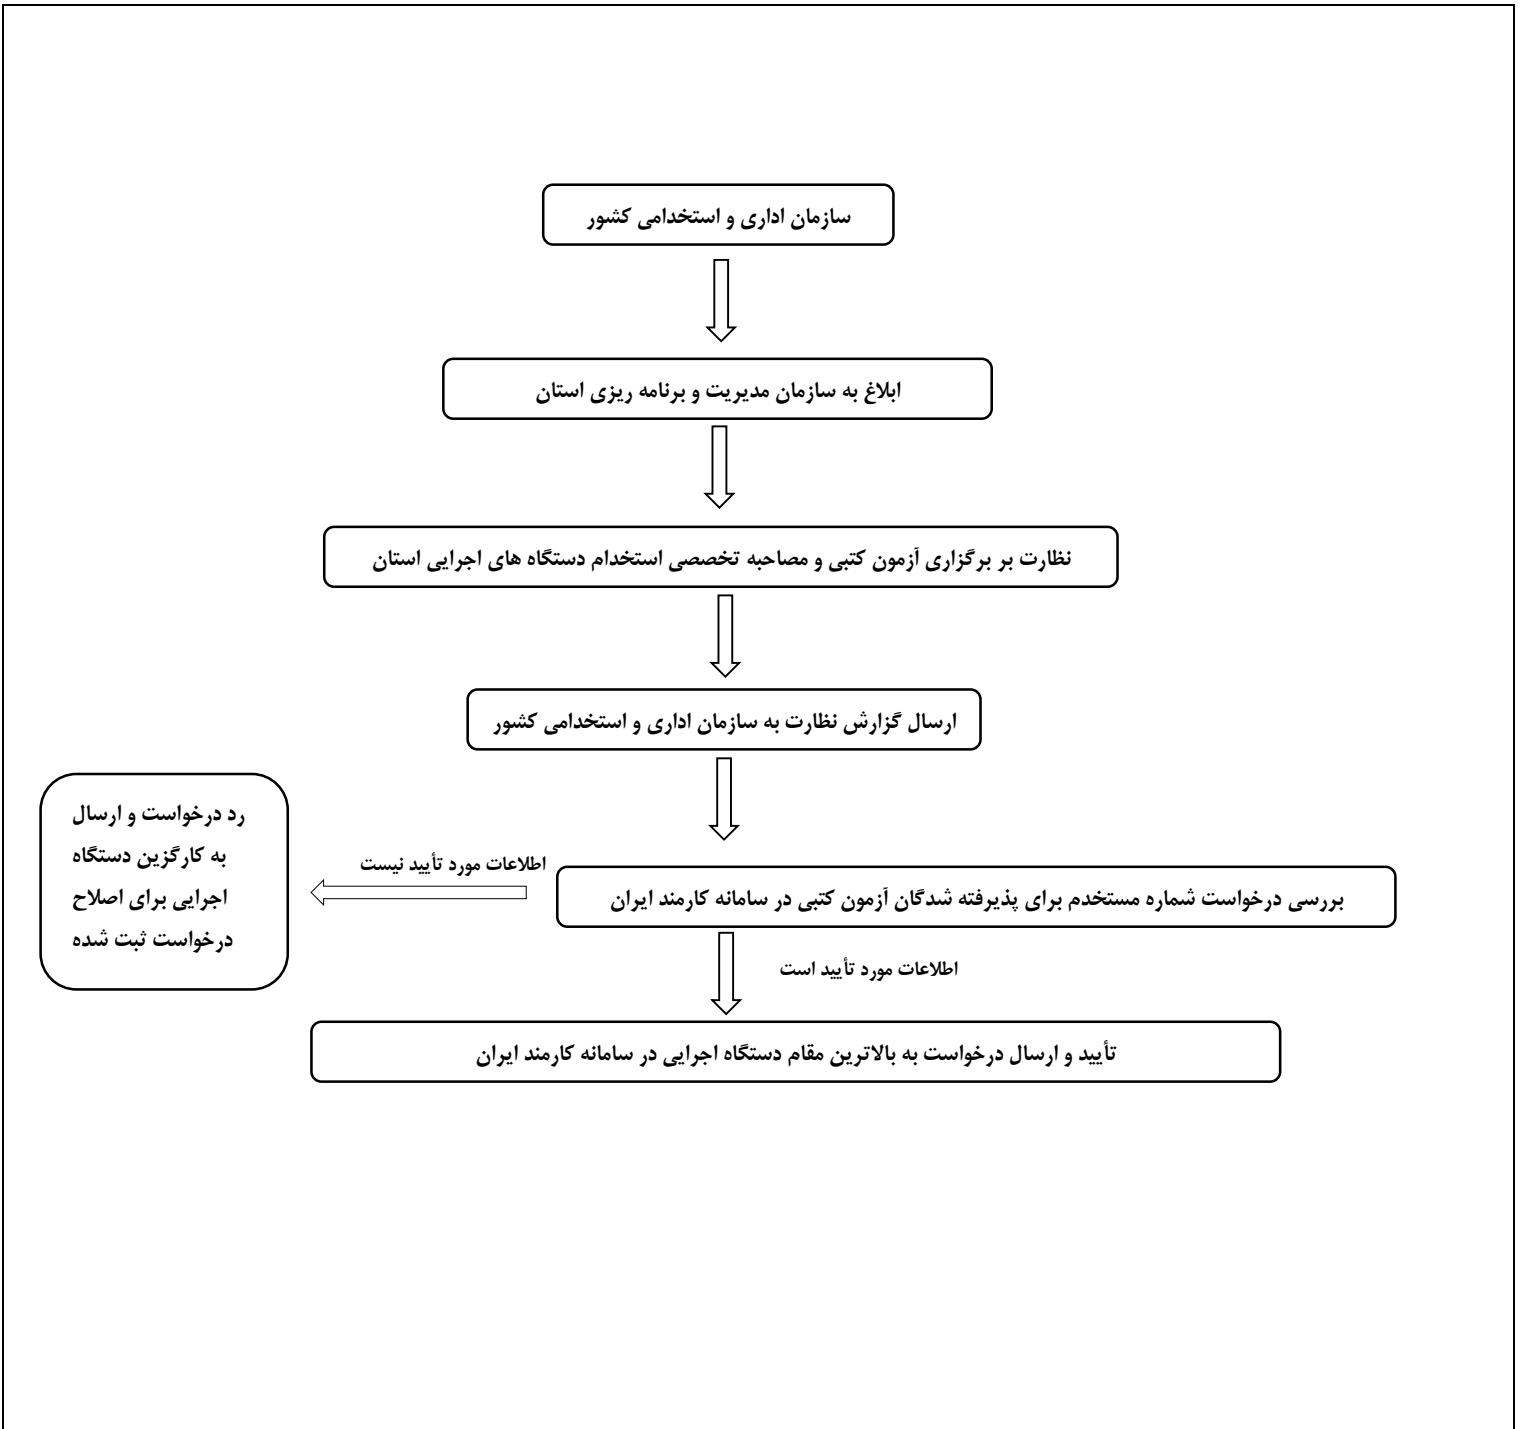 سازمان اداری و استخدامی کشور
ابلاغ به سازمان مدیریت و برنامه ریزی استان
نظارت بر برگزاری آزمون کتبی و مصاحبه تخصصی استخدام دستگاه های اجرایی استان
ارسال گزارش نظارت به سازمان اداری و استخدامی کشور
بررسی درخواست شماره مستخدم برای پذیرفته شدگان آزمون کتبی در سامانه کارمند ایران
اطلاعات مورد تأیید نیست
رد درخواست و ارسال
به کارگزین دستگاه
اجرایی برای اصلاح
درخواست ثبت شده
اطلاعات مورد تأیید است
تأیید و ارسال درخواست به بالاترین مقام دستگاه اجرایی در سامانه کارمند ایران